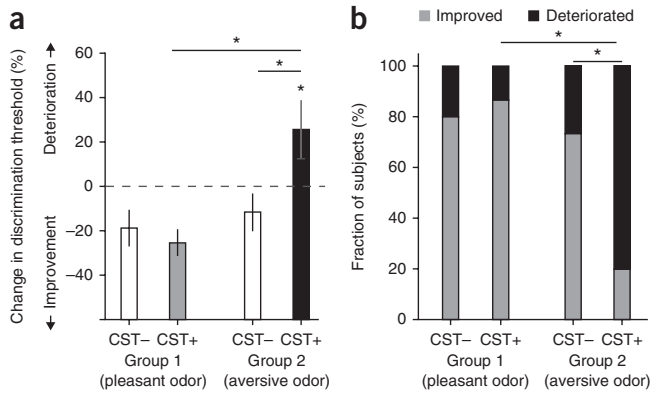 a
Change in discrimination threshold (%)
← Improvement
Deterioration →
60
40
20
0
−20
−40
*
*
*
CST− CST+ CST− CST+
Group 1 Group 2
(pleasant odor) (aversive odor)
b
Improved Deteriorated
Fraction of subjects (%)
100
80
60
40
20
0
*
*
CST− CST+ CST− CST+
Group 1 Group 2
(pleasant odor) (aversive odor)